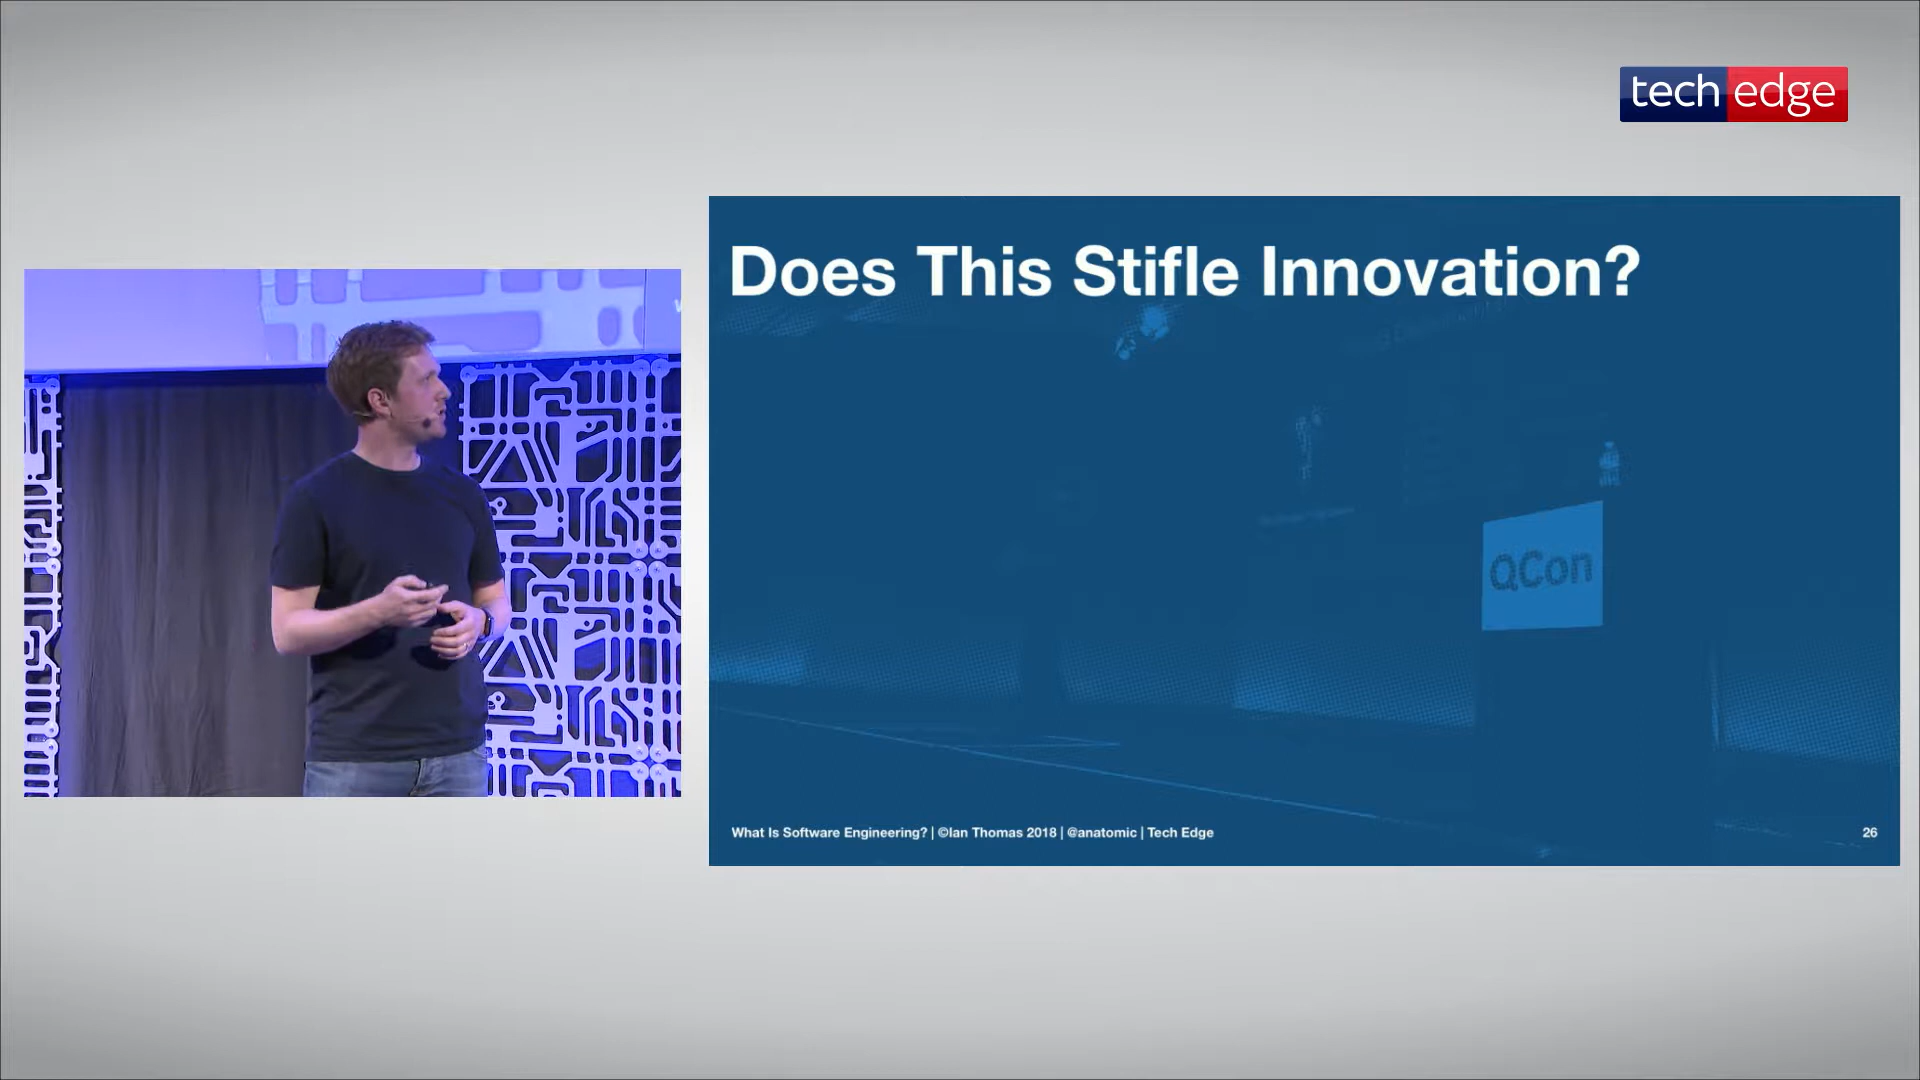 tech edge
Does This Stifle Innovation?
QCon
What Is Software Engineering? | ©Ian Thomas 2018 | @anatomic | Tech Edge
26